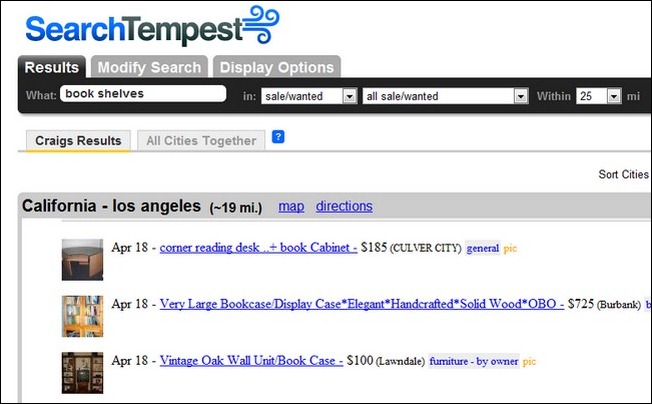 SearchTempest
Results Modify Search Display Options
What: book shelves in: sale/wanted all sale/wanted Within 25 mi
Craigs Results All Cities Together ?
Sort Cities
California - los angeles (~19 mi.) map directions
Apr 18 - corner reading desk ..+ book Cabinet - $185 (CULVER CITY) general pic
Apr 18 - Very Large Bookcase/Display Case*Elegant*Handcrafted*Solid Wood*OBO - $725 (Burbank) b
Apr 18 - Vintage Oak Wall Unit/Book Case - $100 (Lawndale) furniture - by owner pic